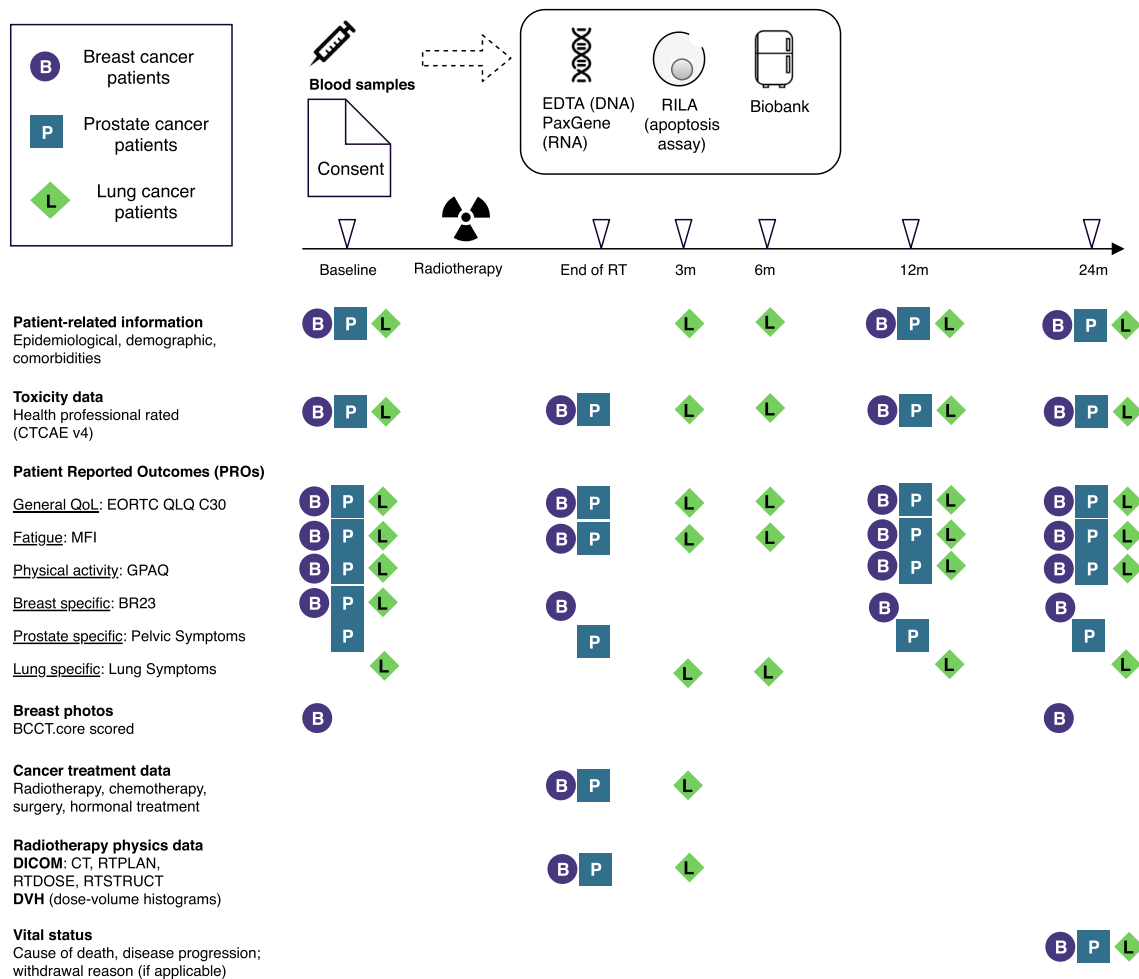 B Breast cancer
patients
P Prostate cancer
patients
L Lung cancer
patients
Blood samples
Consent
EDTA (DNA)
PaxGene
(RNA)
RILA
(apoptosis
assay)
Biobank
Baseline Radiotherapy End of RT 3m 6m 12m 24m
Patient-related information
Epidemiological, demographic,
comorbidities
B P L L L B P L B P L
Toxicity data
Health professional rated
(CTCAE v4)
B P L B P L L B P L B P L
Patient Reported Outcomes (PROs)
General QoL: EORTC QLQ C30 B P L B P L L B P L B P L
Fatigue: MFI B P L B P L L B P L B P L
Physical activity: GPAQ B P L B P L B P L
Breast specific: BR23 B P L B B B
Prostate specific: Pelvic Symptoms P P P P
Lung specific: Lung Symptoms L L L L L
Breast photos
BCCT.core scored
B B
Cancer treatment data
Radiotherapy, chemotherapy,
surgery, hormonal treatment
B P L
Radiotherapy physics data
DICOM: CT, RTPLAN,
RTDOSE, RTSTRUCT
DVH (dose-volume histograms)
B P L
Vital status
Cause of death, disease progression;
withdrawal reason (if applicable)
B P L